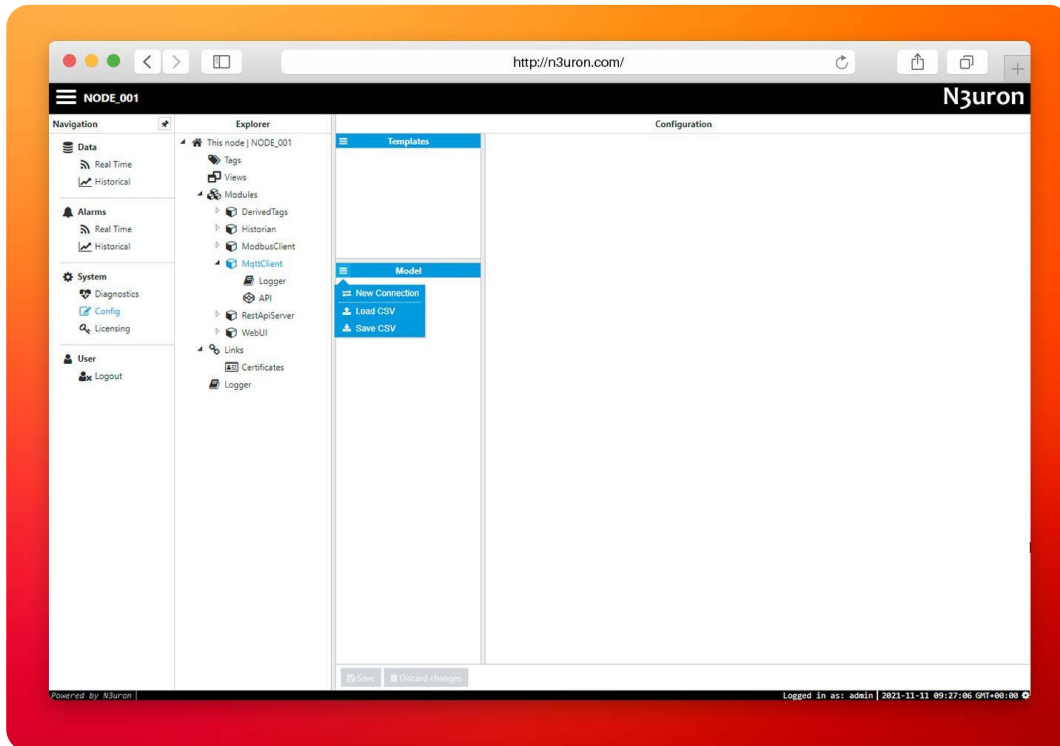 http://n3uron.com/
NODE_001
N3uron
Navigation
Explorer
Configuration
Data
Real Time
Historical
Alarms
Real Time
Historical
System
Diagnostics
Config
Licensing
User
Logout
This node | NODE_001
Tags
Views
Modules
DerivedTags
Historian
ModbusClient
MqttClient
Logger
API
RestApiServer
WebUI
Links
Certificates
Logger
Templates
Model
New Connection
Load CSV
Save CSV
Save
Discard changes
Powered by N3uron |
Logged in as: admin | 2021-11-11 09:27:06 GMT+00:00